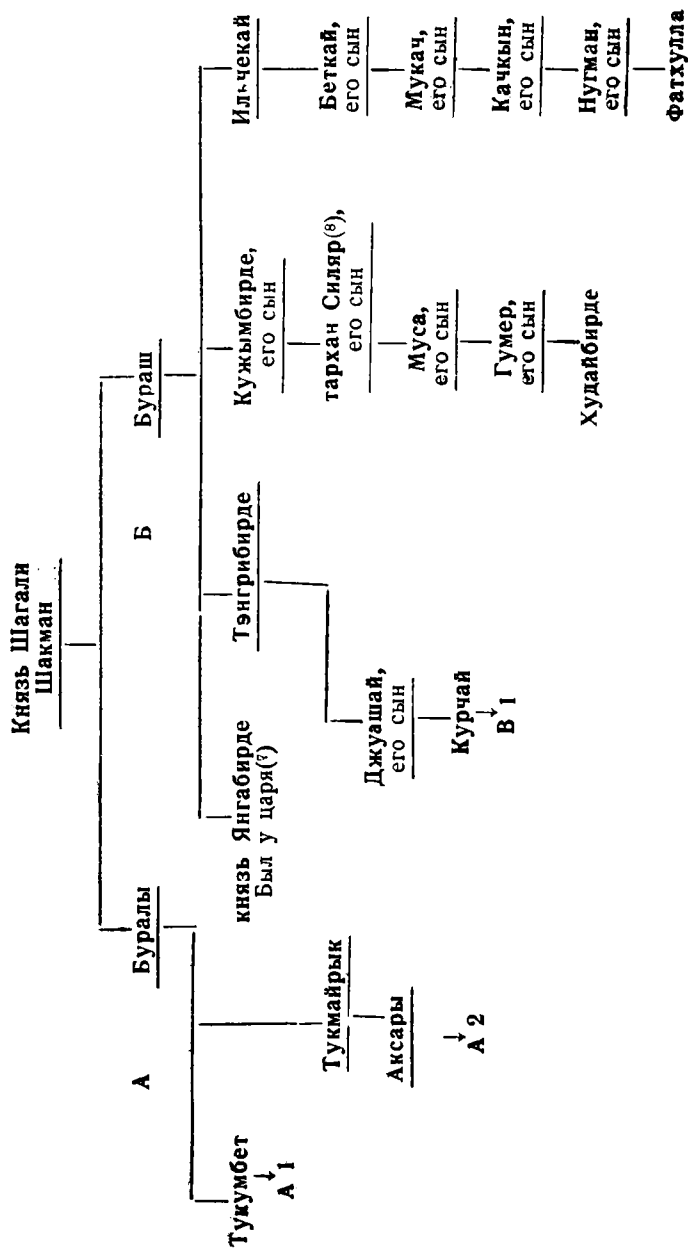 Князь Шагали
Шакман
А
Буралы
Б
Бураш
Тукумбет
А 1
Тукмайрык
Аксары
А 2
князь Янгабирде
Был у царя(⁷)
Тэнгрибирде
Джуашай,
его сын
Курчай
В 1
Кужымбирде,
его сын
тархан Силяр(⁸),
его сын
Муса,
его сын
Гумер,
его сын
Худайбирде
Ильчекай
Беткай,
его сын
Мукач,
его сын
Качкын,
его сын
Нугман,
его сын
Фатхулла